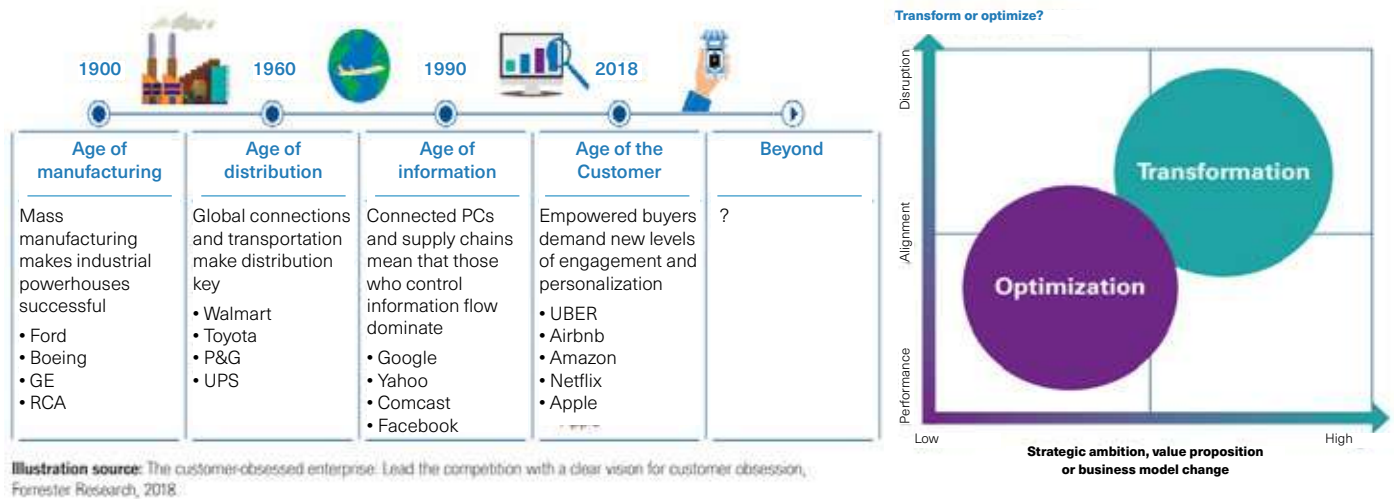 1900
1960
1990
2018
Age of
manufacturing
Mass
manufacturing
makes industrial
powerhouses
successful
• Ford
• Boeing
• GE
• RCA
Age of
distribution
Global connections
and transportation
make distribution
key
• Walmart
• Toyota
• P&G
• UPS
Age of
information
Connected PCs
and supply chains
mean that those
who control
information flow
dominate
• Google
• Yahoo
• Comcast
• Facebook
Age of the
Customer
Empowered buyers
demand new levels
of engagement and
personalization
• UBER
• Airbnb
• Amazon
• Netflix
• Apple
Beyond
?
Illustration source: The customer-obsessed enterprise: Lead the competition with a clear vision for customer obsession,
Forrester Research, 2018.
Transform or optimize?
Disruption
Alignment
Performance
Transformation
Optimization
Low
High
Strategic ambition, value proposition
or business model change